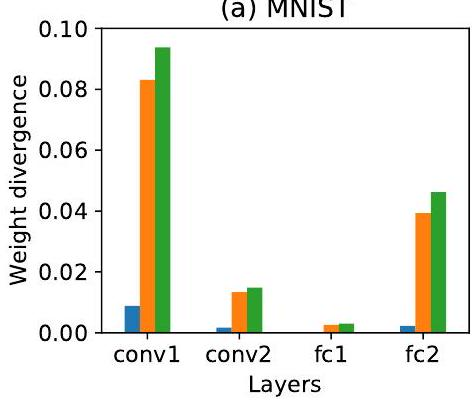 (a) MNIST
0.10
0.08
0.06
0.04
0.02
0.00
Weight divergence
conv1 conv2 fc1 fc2
Layers